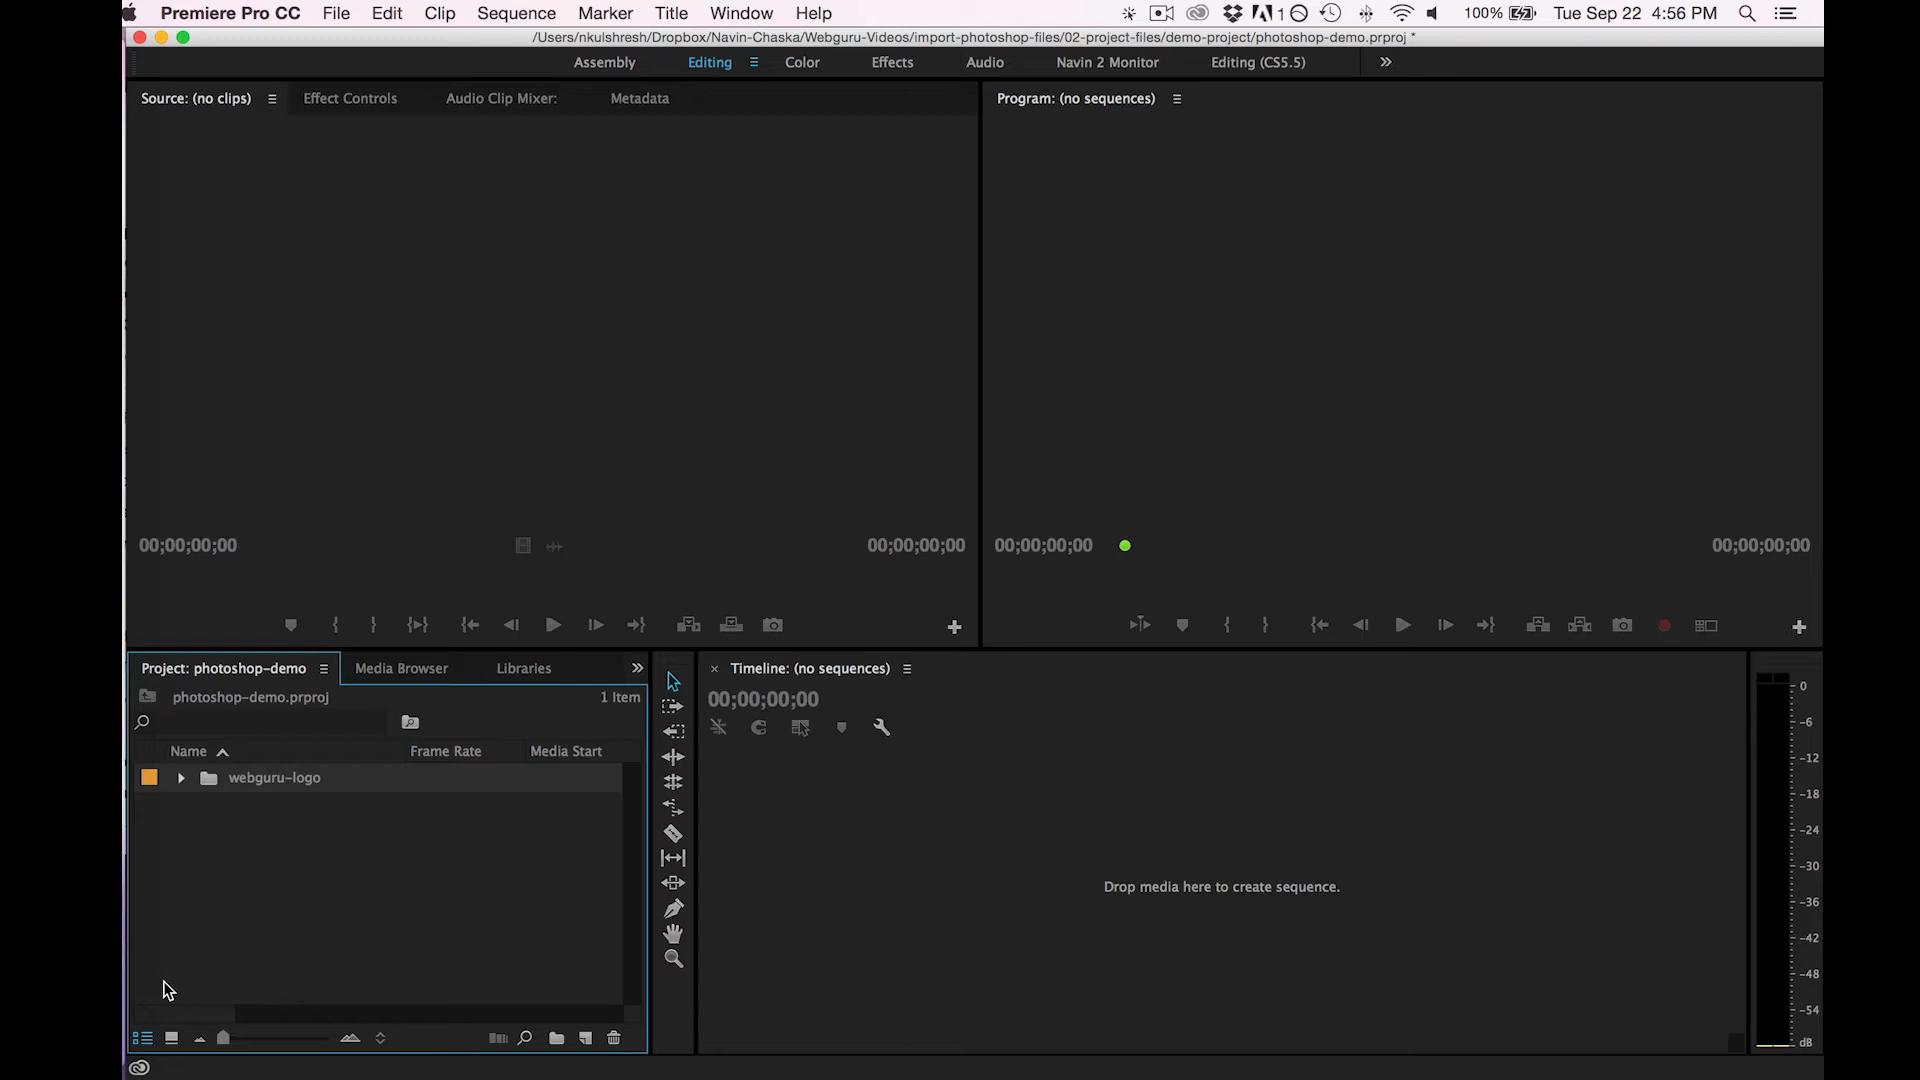 Premiere Pro CC File Edit Clip Sequence Marker Title Window Help 1 100% Tue Sep 22 4:56 PM
/Users/nkulshresh/Dropbox/Navin-Chaska/Webguru-Videos/import-photoshop-files/02-project-files/demo-project/photoshop-demo.prproj *
Assembly Editing Color Effects Audio Navin 2 Monitor Editing (CS5.5)
Source: (no clips) Effect Controls Audio Clip Mixer: Metadata Program: (no sequences)
00;00;00;00 00;00;00;00 00;00;00;00 00;00;00;00
Project: photoshop-demo Media Browser Libraries Timeline: (no sequences)
photoshop-demo.prproj 1 Item 00;00;00;00
Name Frame Rate Media Start
webguru-logo
Drop media here to create sequence.
0
-6
-12
-18
-24
-30
-36
-42
-48
-54
dB